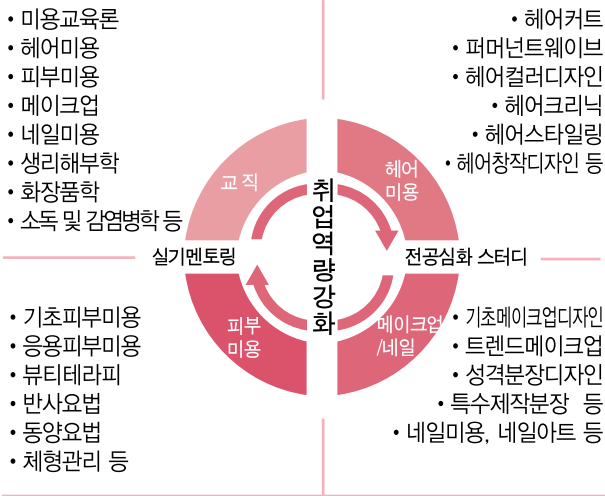 • 미용교육론
• 헤어미용
• 피부미용
• 메이크업
• 네일미용
• 생리해부학
• 화장품학
• 소독 및 감염병학 등
• 헤어커트
• 퍼머넌트웨이브
• 헤어컬러디자인
• 헤어크리닉
• 헤어스타일링
• 헤어창작디자인 등
교직
헤어
미용
취업역량강화
실기멘토링
전공심화 스터디
피부
미용
메이크업
/네일
• 기초피부미용
• 응용피부미용
• 뷰티테라피
• 반사요법
• 동양요법
• 체형관리 등
• 기초메이크업디자인
• 트렌드메이크업
• 성격분장디자인
• 특수제작분장 등
• 네일미용, 네일아트 등